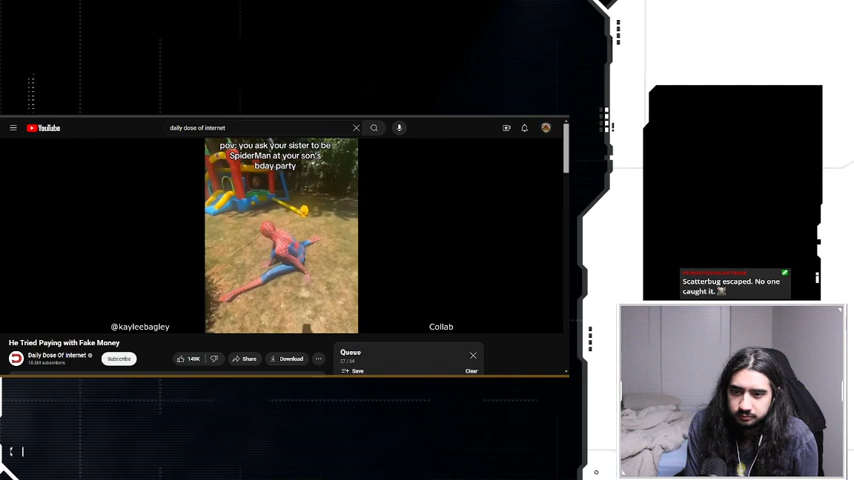 YouTube
daily dose of internet
pov: you ask your sister to be
SpiderMan at your son's
bday party
@kayleebagley
Collab
He Tried Paying with Fake Money
Daily Dose Of Internet
Subscribe
149K
Share
Download
Queue
Save
Clear
Scatterbug escaped. No one
caught it.